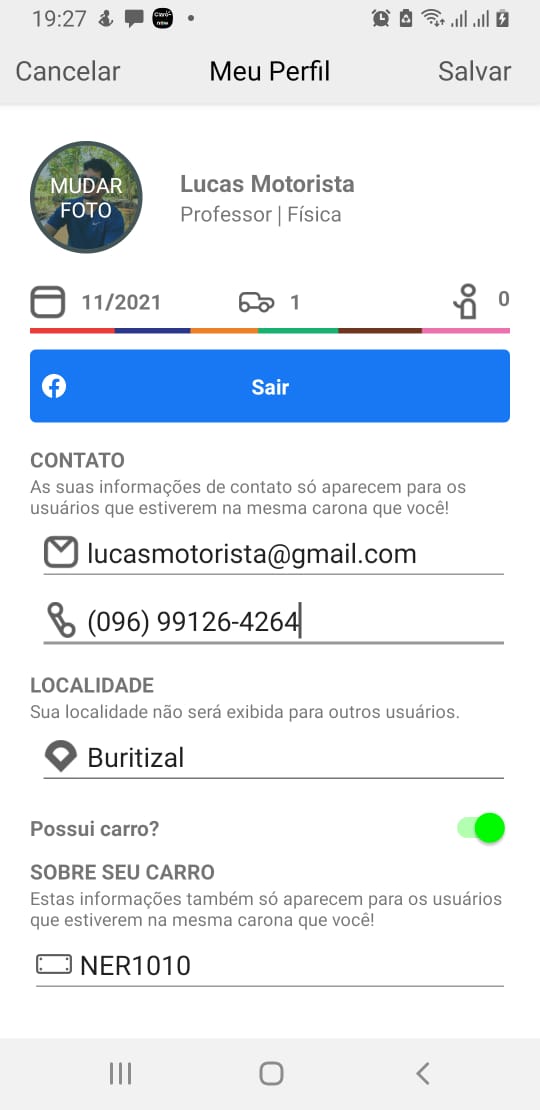 19:27
Claro-
now
Cancelar
Meu Perfil
Salvar
MUDAR
FOTO
Lucas Motorista
Professor | Física
11/2021
1
0
Sair
CONTATO
As suas informações de contato só aparecem para os
usuários que estiverem na mesma carona que você!
lucasmotorista@gmail.com
(096) 99126-4264
LOCALIDADE
Sua localidade não será exibida para outros usuários.
Buritizal
Possui carro?
SOBRE SEU CARRO
Estas informações também só aparecem para os usuários
que estiverem na mesma carona que você!
NER1010